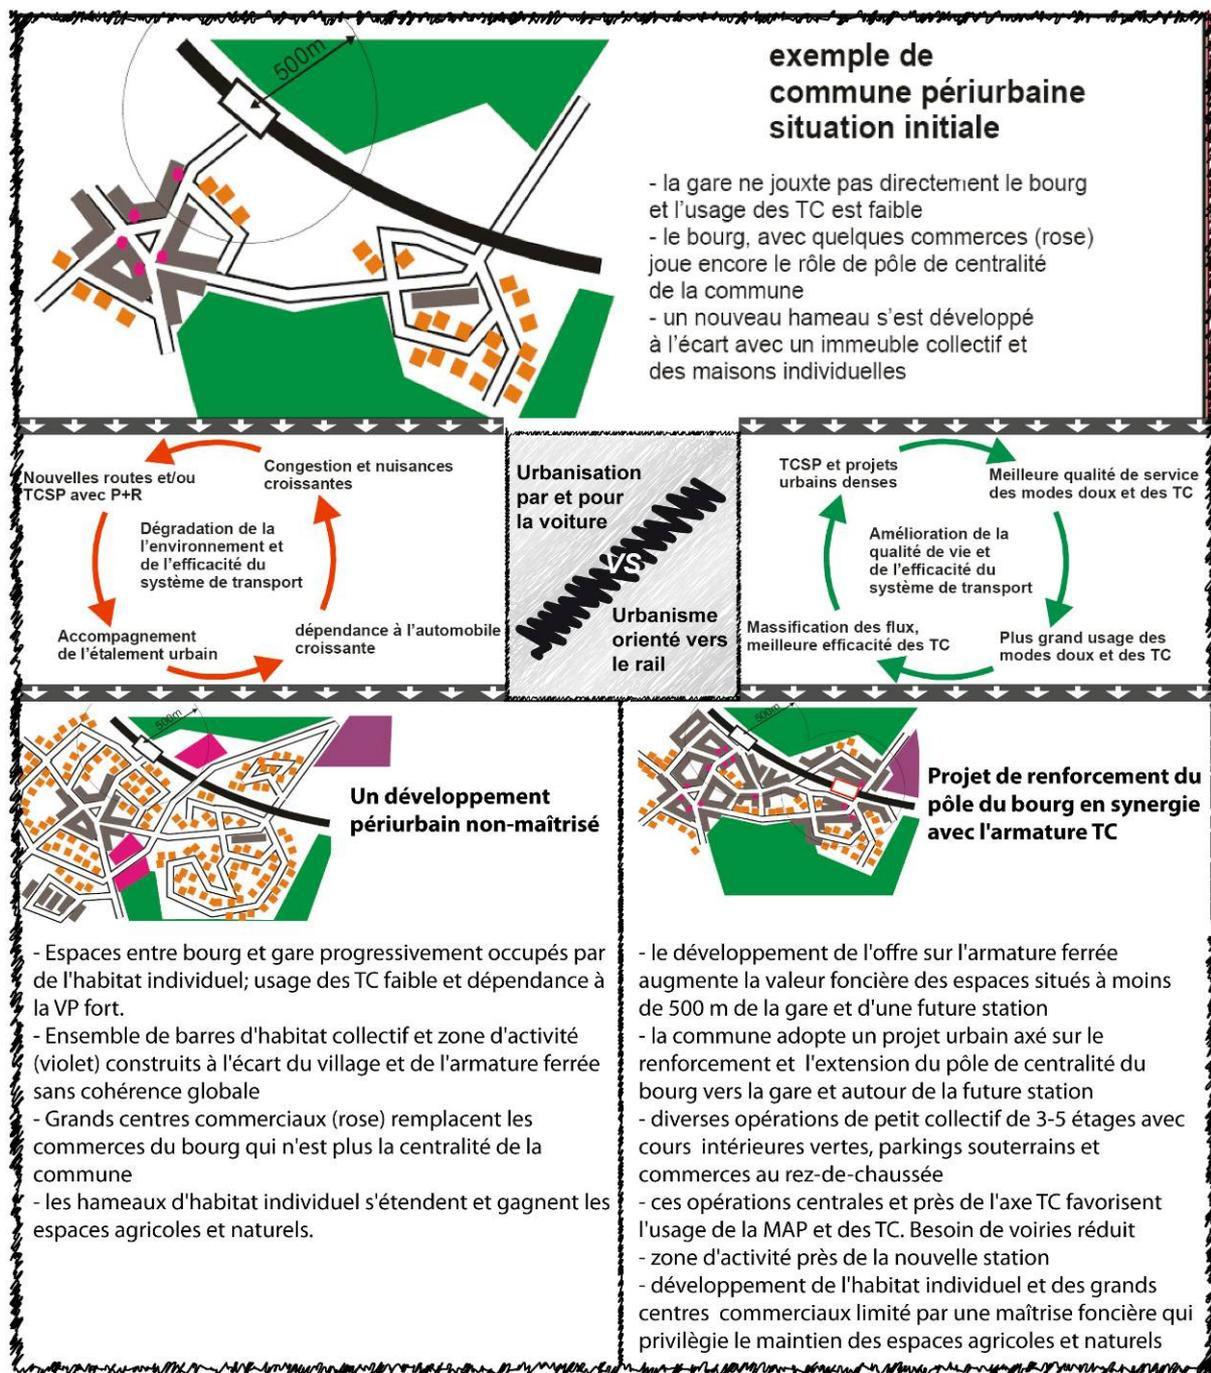 500m
exemple de
commune périurbaine
situation initiale
- la gare ne jouxte pas directement le bourg
et l'usage des TC est faible
- le bourg, avec quelques commerces (rose)
joue encore le rôle de pôle de centralité
de la commune
- un nouveau hameau s'est développé
à l'écart avec un immeuble collectif et
des maisons individuelles
Congestion et nuisances
croissantes
Nouvelles routes et/ou
TCSP avec P+R
Dégradation de la
l'environnement et
de l'efficacité du
système de transport
Accompagnement
de l'étalement urbain
dépendance à l'automobile
croissante
Urbanisation
par et pour
la voiture
VS
Urbanisme
orienté vers
le rail
TCSP et projets
urbains denses
Meilleure qualité de service
des modes doux et des TC
Amélioration de la
qualité de vie et
de l'efficacité du
système de transport
Massification des flux,
meilleure efficacité des TC
Plus grand usage des
modes doux et des TC
500m
Un développement
périurbain non-maîtrisé
- Espaces entre bourg et gare progressivement occupés par
de l'habitat individuel; usage des TC faible et dépendance à
la VP fort.
- Ensemble de barres d'habitat collectif et zone d'activité
(violet) construits à l'écart du village et de l'armature ferrée
sans cohérence globale
- Grands centres commerciaux (rose) remplacent les
commerces du bourg qui n'est plus la centralité de la
commune
- les hameaux d'habitat individuel s'étendent et gagnent les
espaces agricoles et naturels.
500m
Projet de renforcement du
pôle du bourg en synergie
avec l'armature TC
- le développement de l'offre sur l'armature ferrée
augmente la valeur foncière des espaces situés à moins
de 500 m de la gare et d'une future station
- la commune adopte un projet urbain axé sur le
renforcement et l'extension du pôle de centralité du
bourg vers la gare et autour de la future station
- diverses opérations de petit collectif de 3-5 étages avec
cours intérieures vertes, parkings souterrains et
commerces au rez-de-chaussée
- ces opérations centrales et près de l'axe TC favorisent
l'usage de la MAP et des TC. Besoin de voiries réduit
- zone d'activité près de la nouvelle station
- développement de l'habitat individuel et des grands
centres commerciaux limité par une maîtrise foncière qui
privilègie le maintien des espaces agricoles et naturels